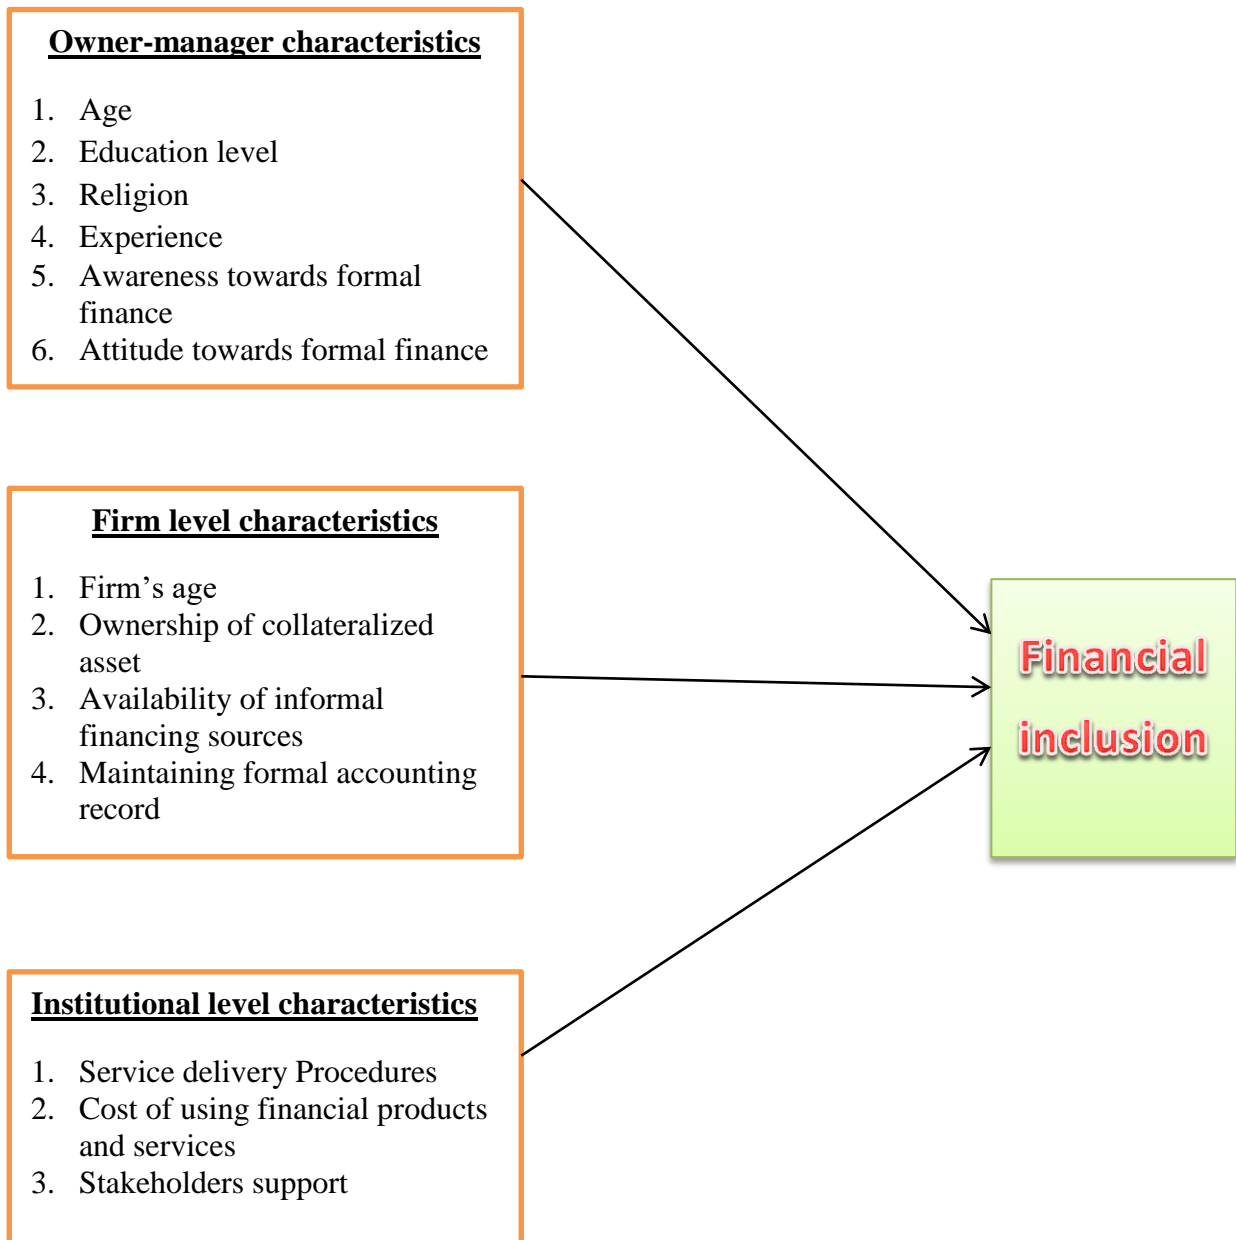 Owner-manager characteristics
1. Age
2. Education level
3. Religion
4. Experience
5. Awareness towards formal
finance
6. Attitude towards formal finance
Firm level characteristics
1. Firm’s age
2. Ownership of collateralized
asset
3. Availability of informal
financing sources
4. Maintaining formal accounting
record
Financial
inclusion
Institutional level characteristics
1. Service delivery Procedures
2. Cost of using financial products
and services
3. Stakeholders support